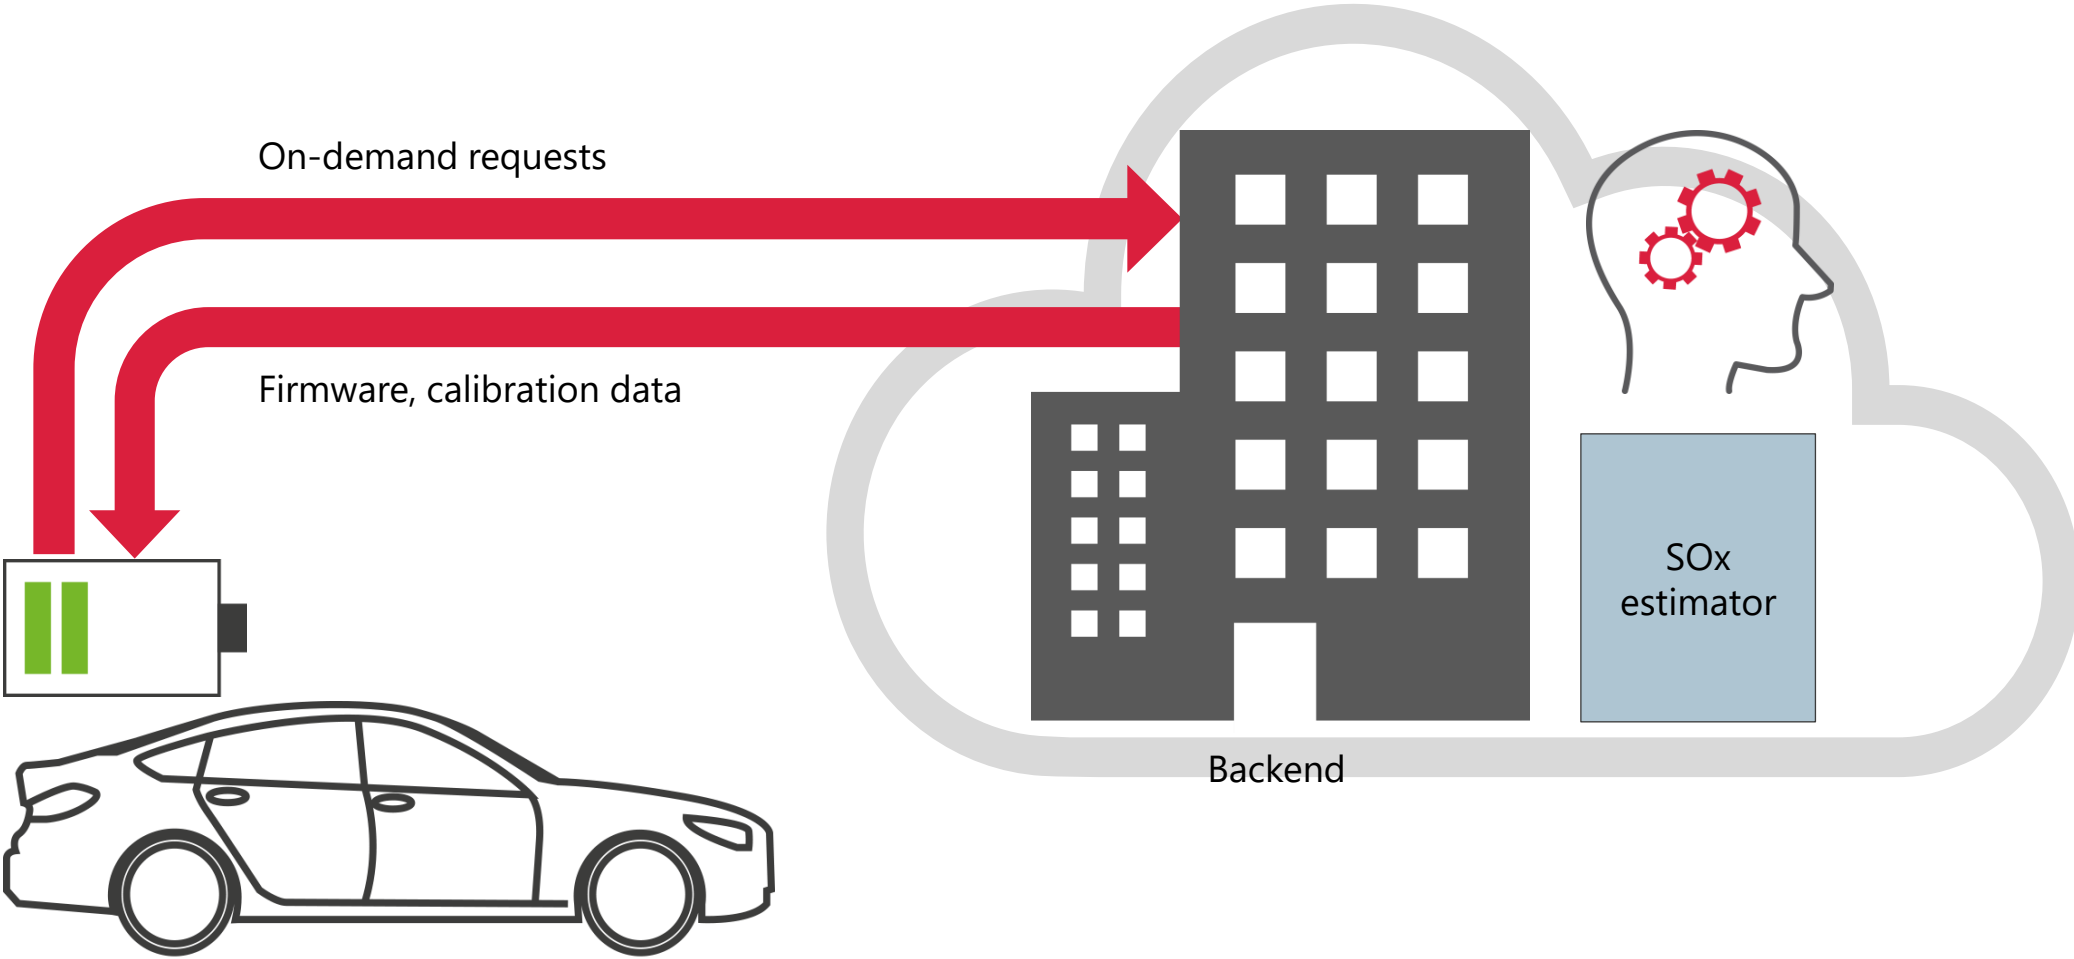 On-demand requests
Firmware, calibration data
SOx
estimator
Backend